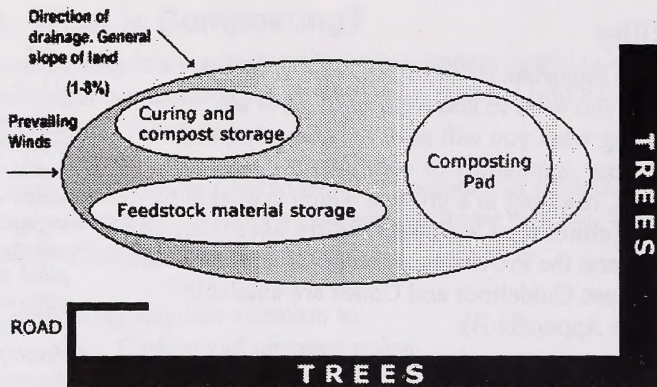 Direction of
drainage. General
slope of land
(1-8%)
Prevailing
Winds
Curing and
compost storage
Feedstock material storage
Composting
Pad
TREES
ROAD
TREES